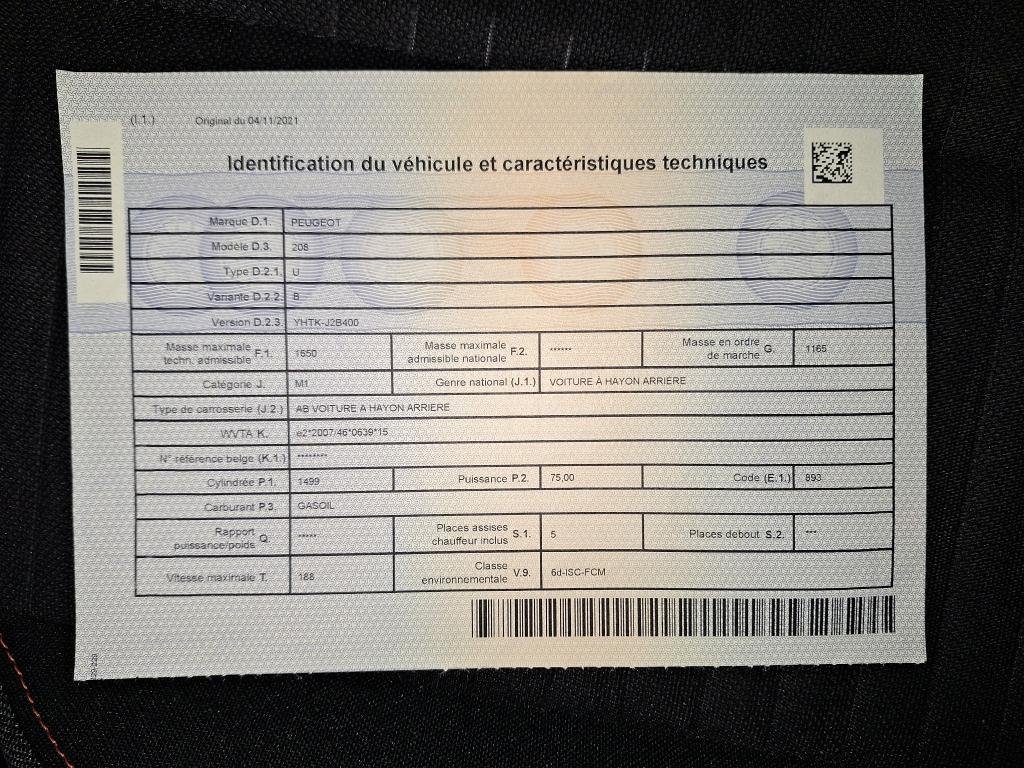 (I.1.) Original du 04/11/2021
Identification du véhicule et caractéristiques techniques
Marque D.1. PEUGEOT
Modèle D.3. 208
Type D.2.1. U
Variante D.2.2. B
Version D.2.3. YHTK-J2B400
Masse maximale techn. admissible F.1. 1650 Masse maximale admissible nationale F.2. ****** Masse en ordre de marche G. 1165
Catégorie J. M1 Genre national (J.1.) VOITURE À HAYON ARRIÈRE
Type de carrosserie (J.2.) AB VOITURE À HAYON ARRIÈRE
WVTA K. e2*2007/46*0639*15
N° référence belge (K.1.) ********
Cylindrée P.1. 1499 Puissance P.2. 75,00 Code (E.1.) 893
Carburant P.3. GASOIL
Rapport puissance/poids Q. ***** Places assises chauffeur inclus S.1. 5 Places debout S.2. ***
Vitesse maximale T. 188 Classe environnementale V.9. 6d-ISC-FCM